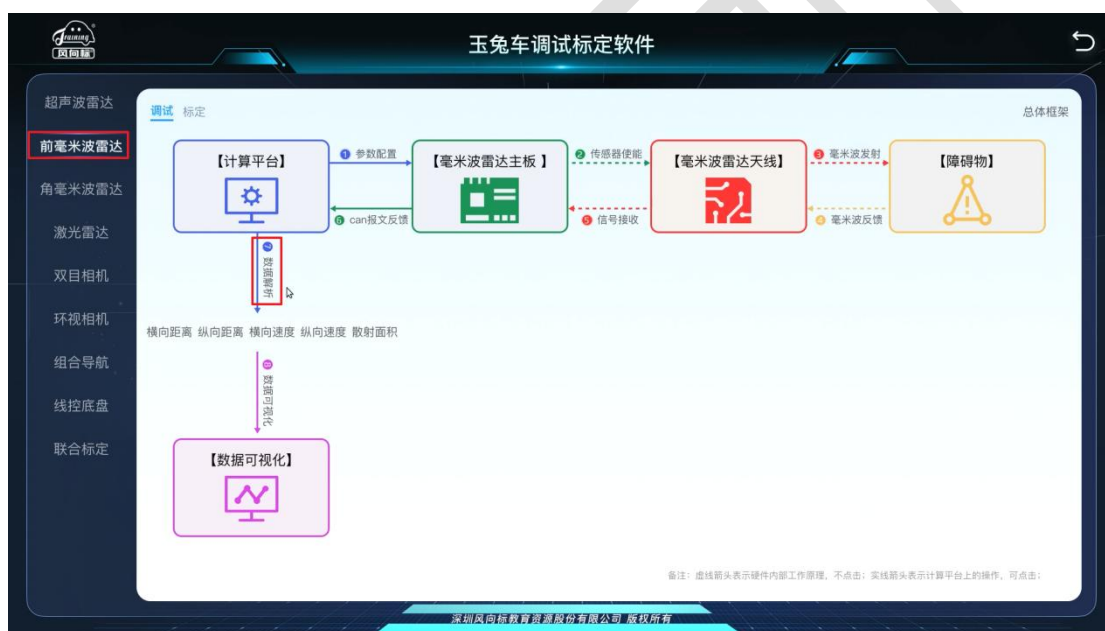 Training
风向标
玉兔车调试标定软件
超声波雷达
前毫米波雷达
角毫米波雷达
激光雷达
双目相机
环视相机
组合导航
线控底盘
联合标定
调试 标定
总体框架
【计算平台】
1 参数配置
【毫米波雷达主板 】
2 传感器使能
【毫米波雷达天线】
3 毫米波发射
【障碍物】
6 can报文反馈
5 信号接收
4 毫米波反馈
7 数据解析
横向距离 纵向距离 横向速度 纵向速度 散射面积
8 数据可视化
【数据可视化】
备注：虚线箭头表示硬件内部工作原理，不点击；实线箭头表示计算平台上的操作，可点击；
深圳风向标教育资源股份有限公司 版权所有